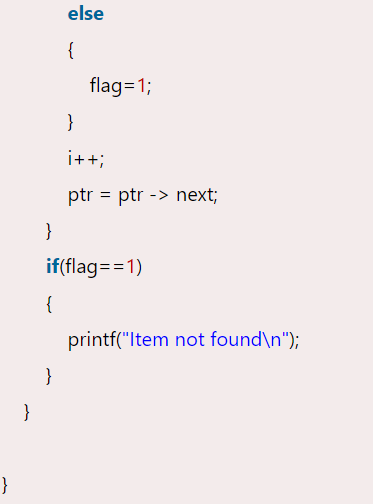 else
{
flag=1;
}
i++;
ptr = ptr -> next;
}
if(flag==1)
{
printf("Item not found\n");
}
}
}